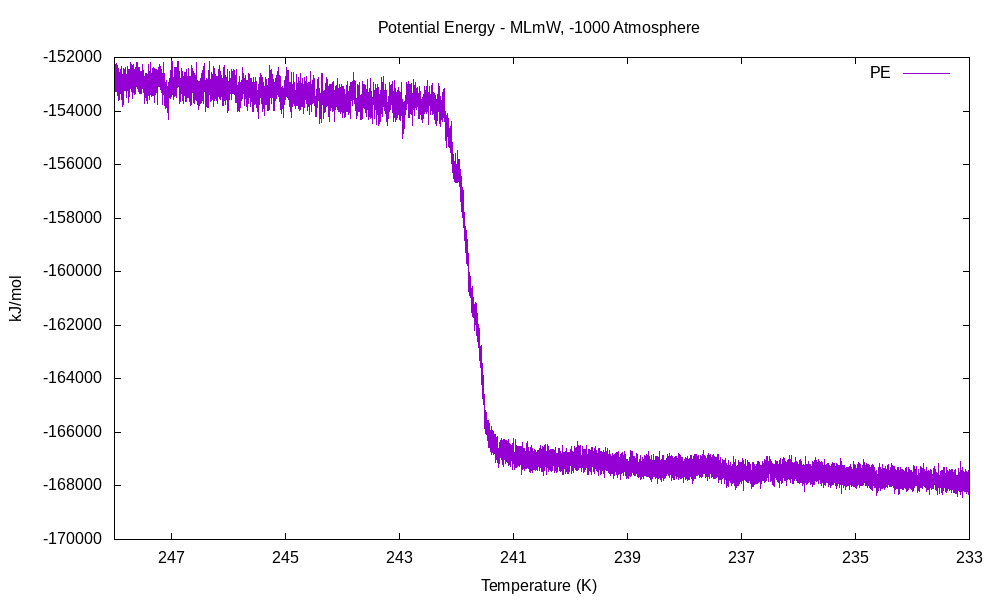 Potential Energy - MLmW, -1000 Atmosphere
PE
-152000
-154000
-156000
-158000
-160000
-162000
-164000
-166000
-168000
-170000
kJ/mol
247 245 243 241 239 237 235 233
Temperature (K)